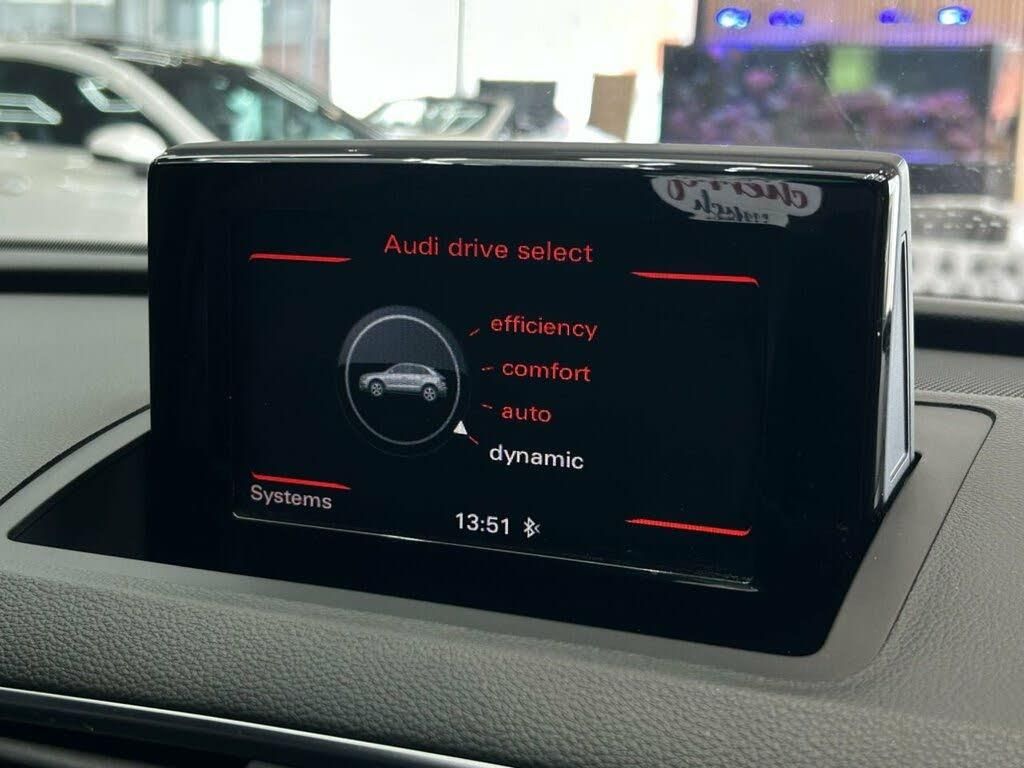 Audi drive select
efficiency
comfort
auto
dynamic
Systems
13:51